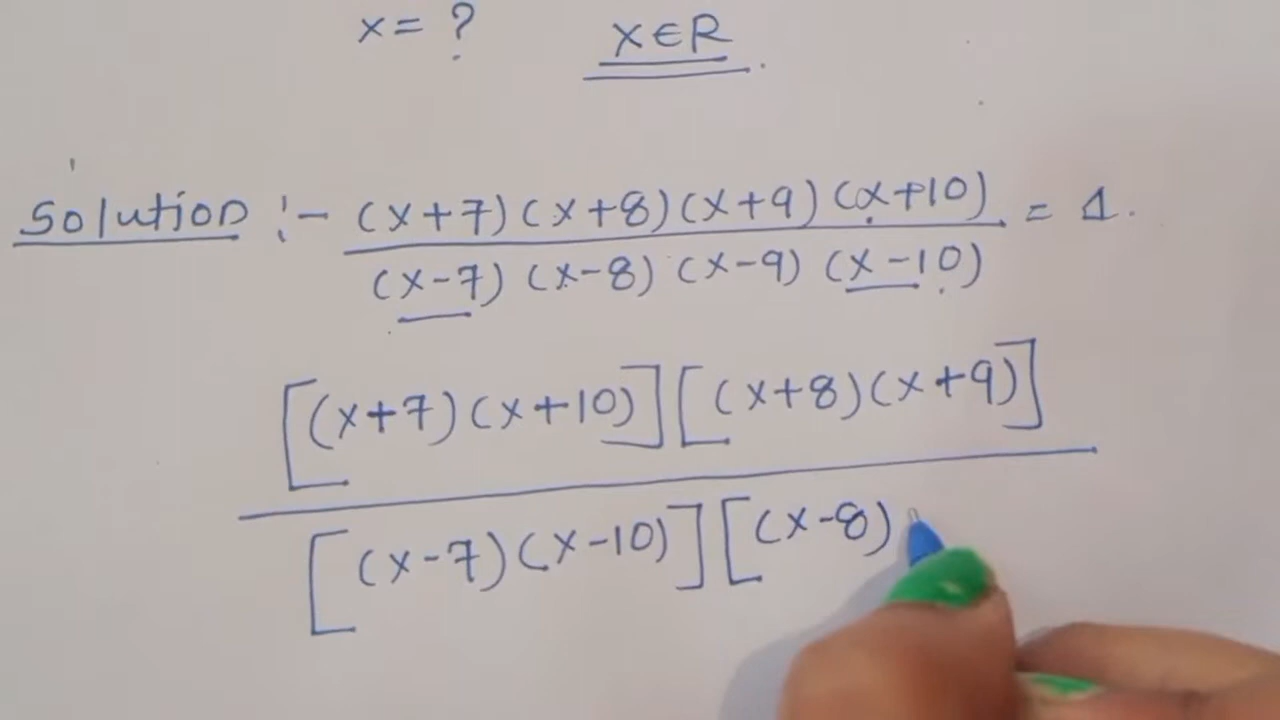 x = ? x∈R.
Solution :- (x+7)(x+8)(x+9)(x+10) = 1.
(x-7)(x-8)(x-9)(x-10)
[(x+7)(x+10)][(x+8)(x+9)]
[(x-7)(x-10)][(x-8)